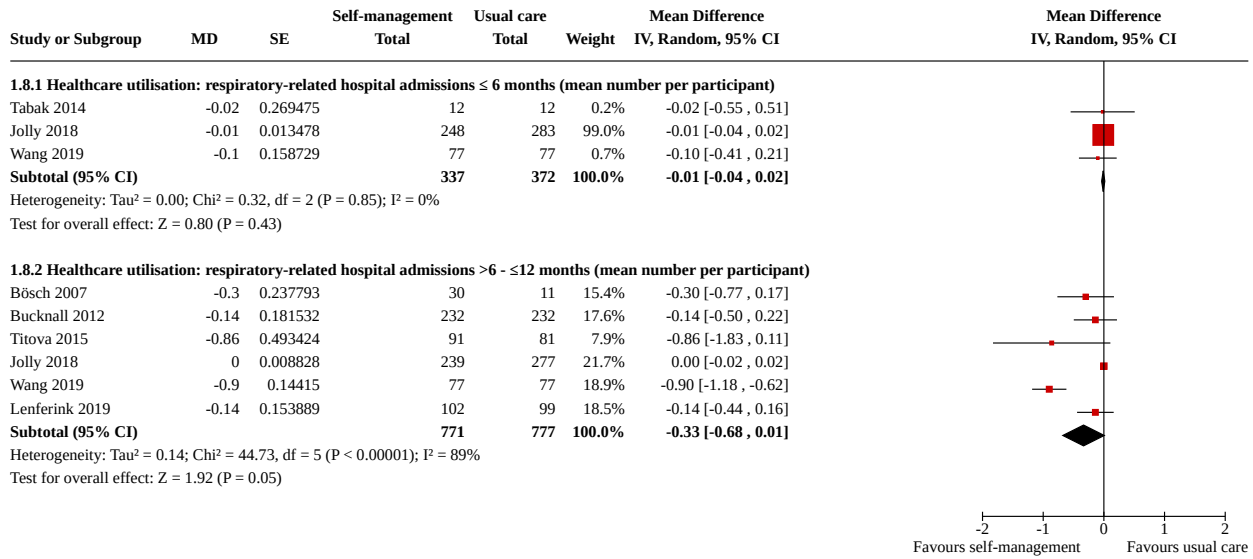 Self-management Usual care Mean Difference Mean Difference
Study or Subgroup MD SE Total Total Weight IV, Random, 95% CI IV, Random, 95% CI
1.8.1 Healthcare utilisation: respiratory-related hospital admissions ≤ 6 months (mean number per participant)
Tabak 2014 -0.02 0.269475 12 12 0.2% -0.02 [-0.55 , 0.51]
Jolly 2018 -0.01 0.013478 248 283 99.0% -0.01 [-0.04 , 0.02]
Wang 2019 -0.1 0.158729 77 77 0.7% -0.10 [-0.41 , 0.21]
Subtotal (95% CI) 337 372 100.0% -0.01 [-0.04 , 0.02]
Heterogeneity: Tau² = 0.00; Chi² = 0.32, df = 2 (P = 0.85); I² = 0%
Test for overall effect: Z = 0.80 (P = 0.43)
1.8.2 Healthcare utilisation: respiratory-related hospital admissions >6 - ≤12 months (mean number per participant)
Bösch 2007 -0.3 0.237793 30 11 15.4% -0.30 [-0.77 , 0.17]
Bucknall 2012 -0.14 0.181532 232 232 17.6% -0.14 [-0.50 , 0.22]
Titova 2015 -0.86 0.493424 91 81 7.9% -0.86 [-1.83 , 0.11]
Jolly 2018 0 0.008828 239 277 21.7% 0.00 [-0.02 , 0.02]
Wang 2019 -0.9 0.14415 77 77 18.9% -0.90 [-1.18 , -0.62]
Lenferink 2019 -0.14 0.153889 102 99 18.5% -0.14 [-0.44 , 0.16]
Subtotal (95% CI) 771 777 100.0% -0.33 [-0.68 , 0.01]
Heterogeneity: Tau² = 0.14; Chi² = 44.73, df = 5 (P < 0.00001); I² = 89%
Test for overall effect: Z = 1.92 (P = 0.05)
-2 -1 0 1 2
Favours self-management Favours usual care